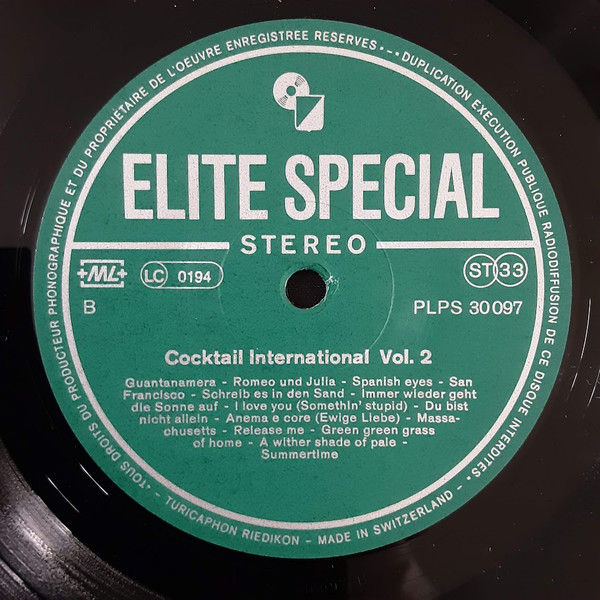 • TOUS DROITS DU PRODUCTEUR PHONOGRAPHIQUE ET DU PROPRIÉTAIRE DE L'OEUVRE ENREGISTREE RESERVES • – • DUPLICATION EXECUTION PUBLIQUE RADIODIFFUSION DE CE DISQUE INTERDITES •
ELITE SPECIAL
STEREO
+ML+ LC 0194 ST 33
B PLPS 30097
Cocktail International Vol. 2
Guantanamera - Romeo und Julia - Spanish eyes - San
Francisco - Schreib es in den Sand - Immer wieder geht
die Sonne auf - I love you (Somethin' stupid) - Du bist
nicht allein - Anema e core (Ewige Liebe) - Massa-
chusetts - Release me - Green green grass
of home - A wither shade of pale -
Summertime
- TURICAPHON RIEDIKON - MADE IN SWITZERLAND -